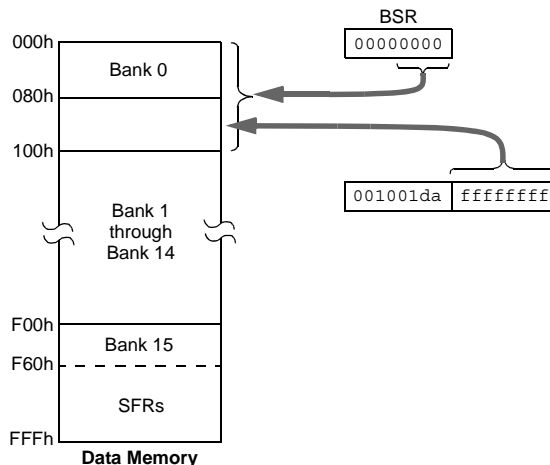 BSR
000h
00000000
Bank 0
080h
100h
001001da ffffffff
Bank 1
through
Bank 14
F00h
Bank 15
F60h
SFRs
FFFh
Data Memory